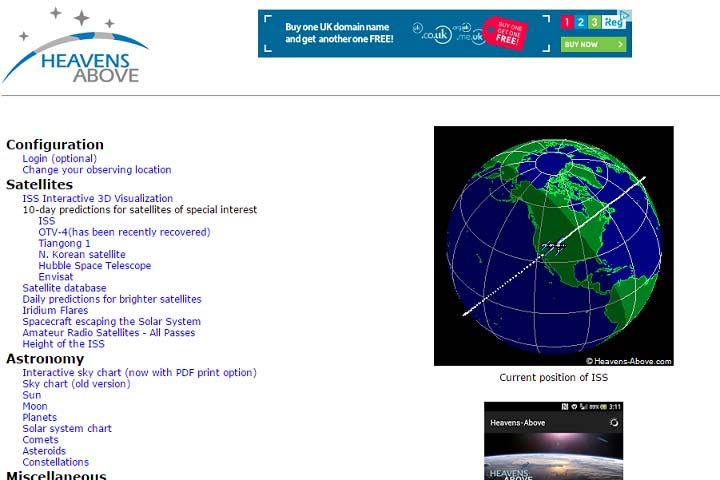 HEAVENS
ABOVE
Buy one UK domain name
and get another one FREE!
.uk
.co.uk
.org.uk
.me.uk
BUY ONE
GET ONE
FREE!
1 2 3 Reg
BUY NOW
Configuration
Login (optional)
Change your observing location
Satellites
ISS Interactive 3D Visualization
10-day predictions for satellites of special interest
ISS
OTV-4(has been recently recovered)
Tiangong 1
N. Korean satellite
Hubble Space Telescope
Envisat
Satellite database
Daily predictions for brighter satellites
Iridium Flares
Spacecraft escaping the Solar System
Amateur Radio Satellites - All Passes
Height of the ISS
Astronomy
Interactive sky chart (now with PDF print option)
Sky chart (old version)
Sun
Moon
Planets
Solar system chart
Comets
Asteroids
Constellations
Miscellaneous
© Heavens-Above.com
Current position of ISS
89% 3:11
Heavens-Above
HEAVENS
ABOVE